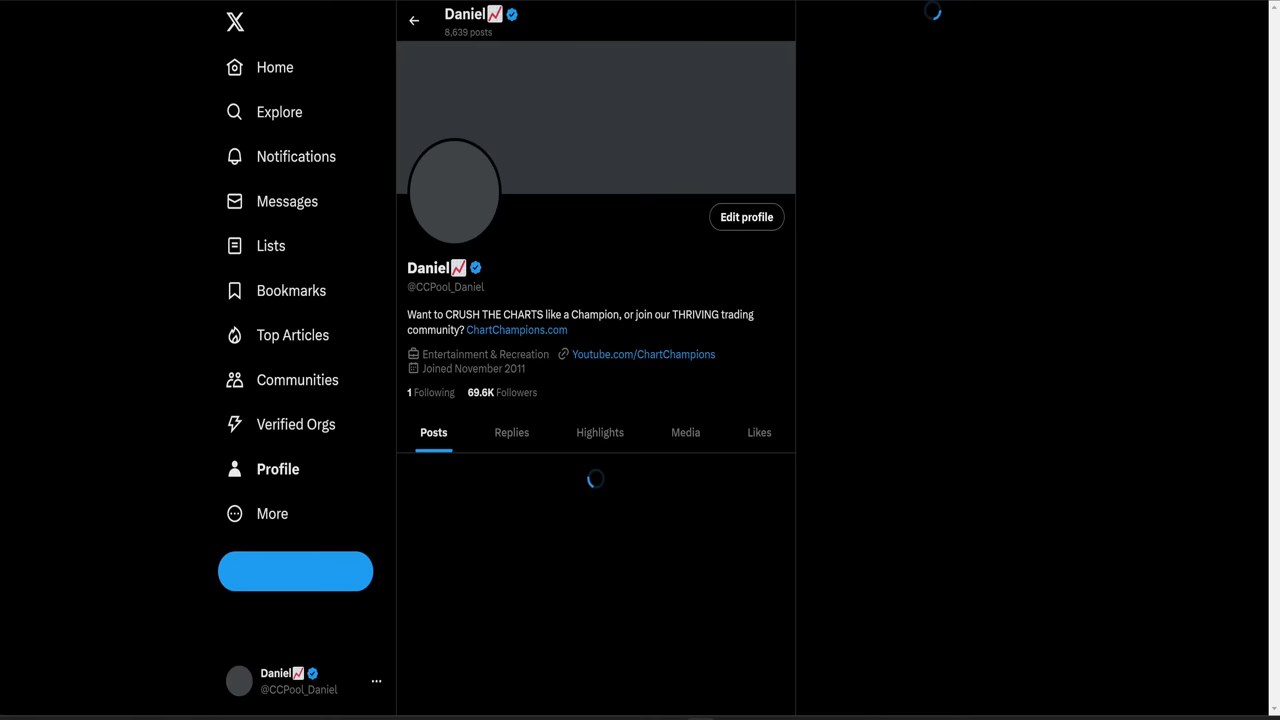 Home
Explore
Notifications
Messages
Lists
Bookmarks
Top Articles
Communities
Verified Orgs
Profile
More
Daniel📈
@CCPool_Daniel
Daniel📈
8,639 posts
Edit profile
Daniel📈
@CCPool_Daniel
Want to CRUSH THE CHARTS like a Champion, or join our THRIVING trading
community? ChartChampions.com
Entertainment & Recreation Youtube.com/ChartChampions
Joined November 2011
1 Following 69.6K Followers
Posts Replies Highlights Media Likes